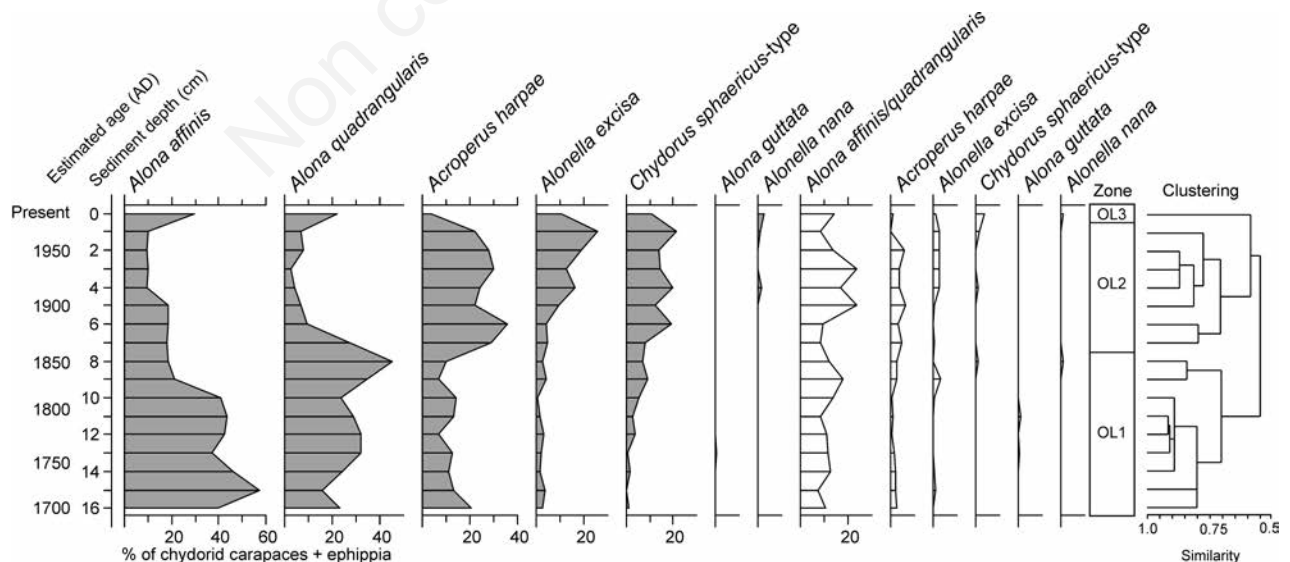 Non co
Estimated age (AD)
Sediment depth (cm)
Alona affinis
Alona quadrangularis
Acroperus harpae
Alonella excisa
Chydorus sphaericus-type
Alona guttata
Alonella nana
Alona affinis/quadrangularis
Acroperus harpae
Alonella excisa
Chydorus sphaericus-type
Alona guttata
Alonella nana
Zone
Clustering
Present 0
1950 2
4
1900
6
1850 8
10
1800
12
1750
14
1700 16
OL3
OL2
OL1
20 40 60
20 40
20 40
20
20
20
1.0 0.75 0.5
% of chydorid carapaces + ephippia
Similarity